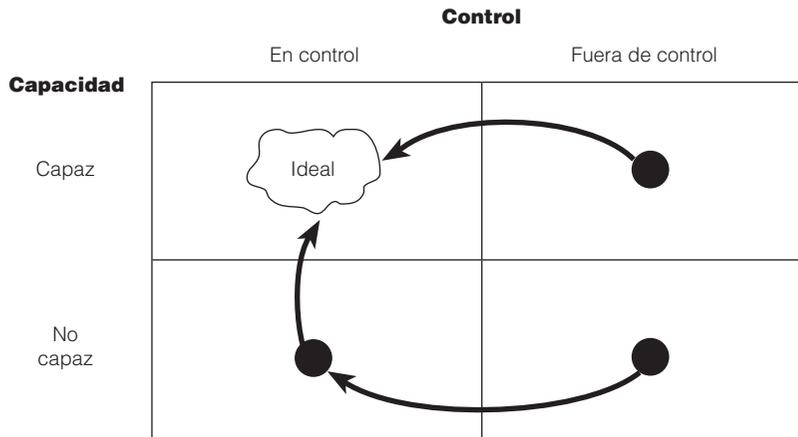 Control
En control
Fuera de control
Capacidad
Capaz
Ideal
No
capaz